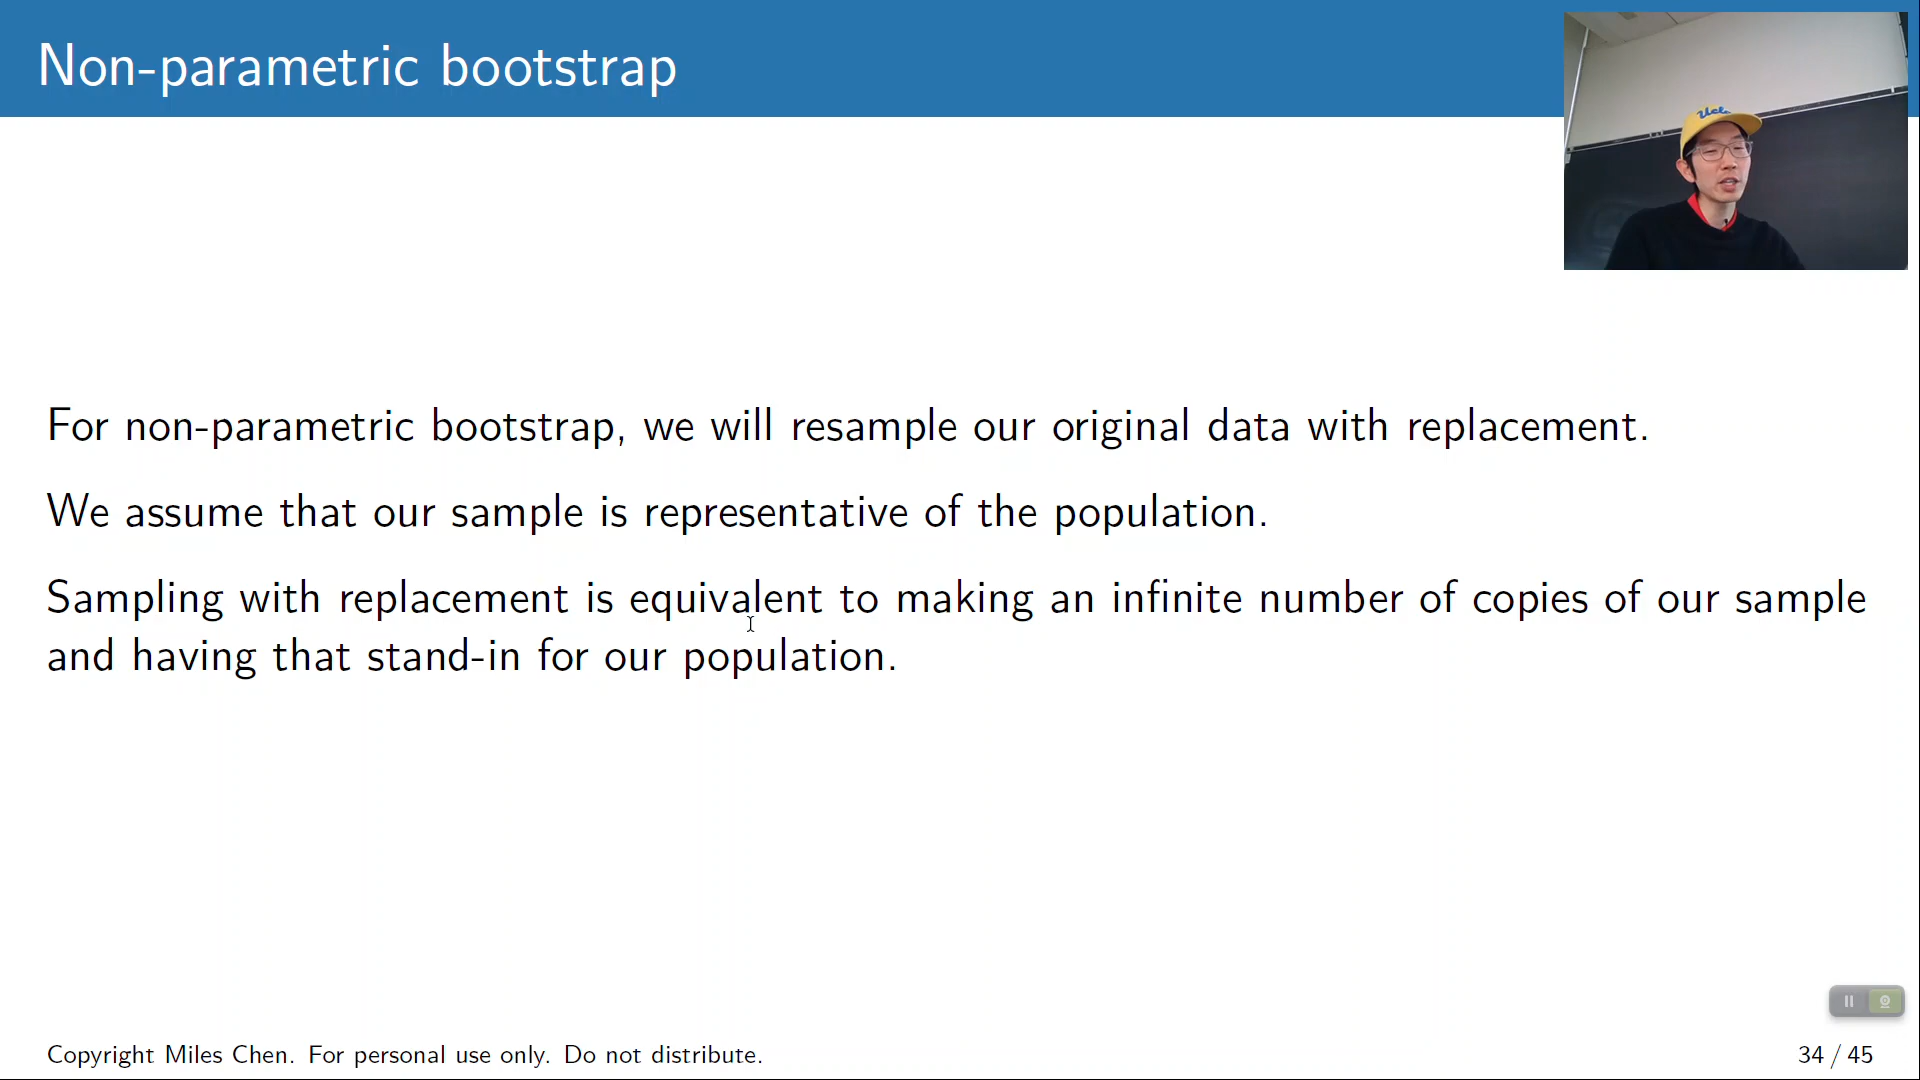 Non-parametric bootstrap
Ucla
For non-parametric bootstrap, we will resample our original data with replacement.
We assume that our sample is representative of the population.
Sampling with replacement is equivalent to making an infinite number of copies of our sample
and having that stand-in for our population.
Copyright Miles Chen. For personal use only. Do not distribute.
34 / 45